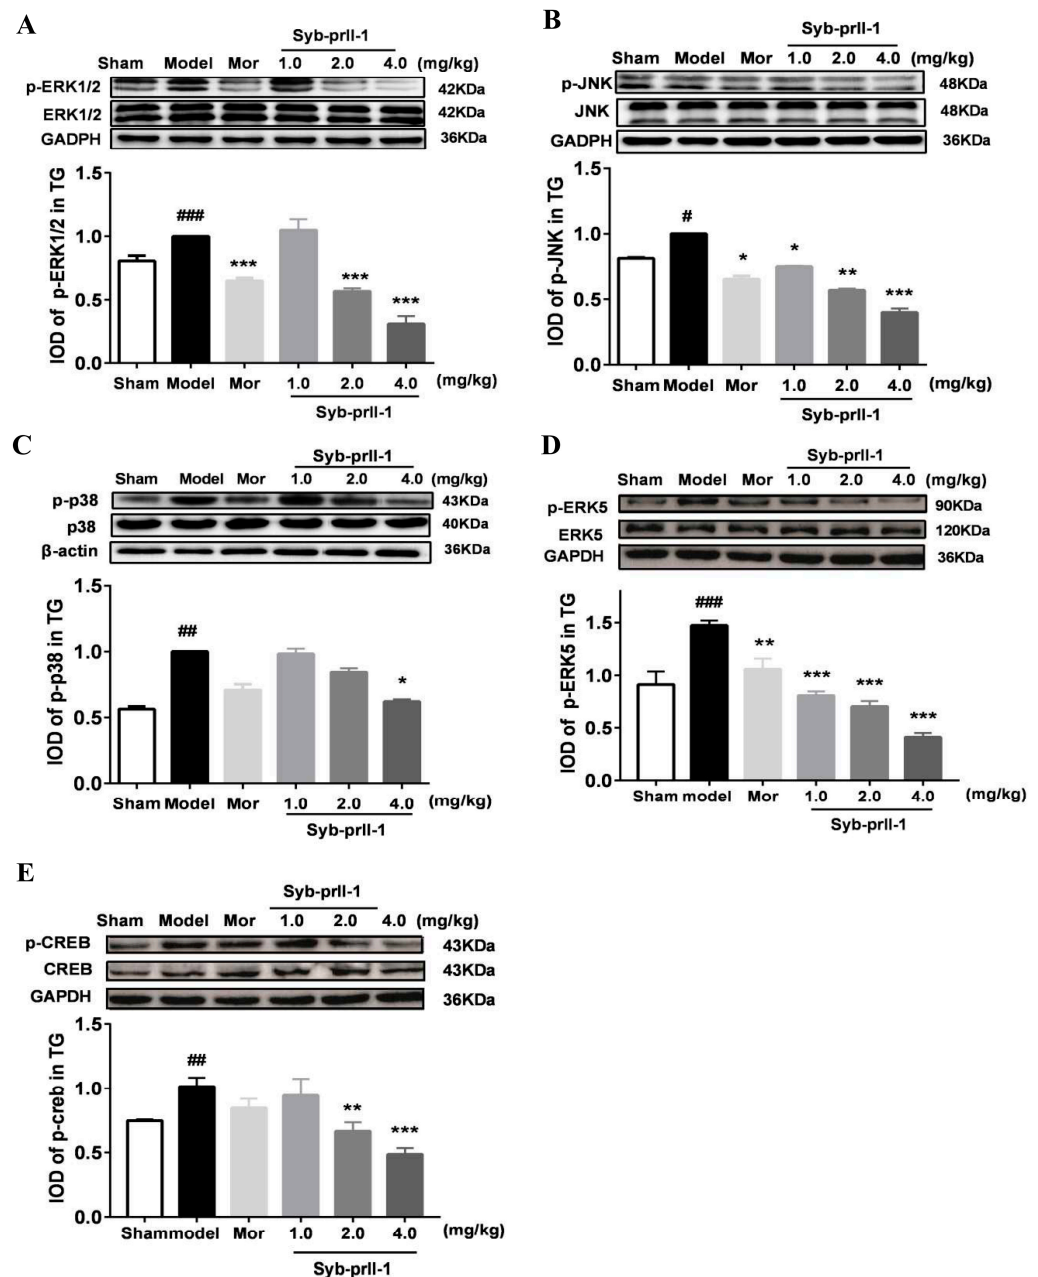 A
Syb-prII-1
Sham Model Mor 1.0 2.0 4.0 (mg/kg)
p-ERK1/2 42KDa
ERK1/2 42KDa
GADPH 36KDa
IOD of p-ERK1/2 in TG
1.5
1.0
0.5
0.0
###
***
***
***
Sham Model Mor 1.0 2.0 4.0 (mg/kg)
Syb-prII-1
B
Syb-prII-1
Sham Model Mor 1.0 2.0 4.0 (mg/kg)
p-JNK 48KDa
JNK 48KDa
GADPH 36KDa
IOD of p-JNK in TG
1.5
1.0
0.5
0.0
#
*
*
**
***
Sham Model Mor 1.0 2.0 4.0 (mg/kg)
Syb-prII-1
C
Syb-prII-1
Sham Model Mor 1.0 2.0 4.0 (mg/kg)
p-p38 43KDa
p38 40KDa
β-actin 36KDa
IOD of p-p38 in TG
1.5
1.0
0.5
0.0
##
*
Sham Model Mor 1.0 2.0 4.0 (mg/kg)
Syb-prII-1
D
Syb-prII-1
Sham Model Mor 1.0 2.0 4.0 (mg/kg)
p-ERK5 90KDa
ERK5 120KDa
GAPDH 36KDa
IOD of p-ERK5 in TG
1.5
1.0
0.5
0.0
###
**
***
***
***
Sham model Mor 1.0 2.0 4.0 (mg/kg)
Syb-prII-1
E
Syb-prII-1
Sham Model Mor 1.0 2.0 4.0 (mg/kg)
p-CREB 43KDa
CREB 43KDa
GAPDH 36KDa
IOD of p-creb in TG
1.5
1.0
0.5
0.0
##
**
***
Shammodel Mor 1.0 2.0 4.0 (mg/kg)
Syb-prII-1